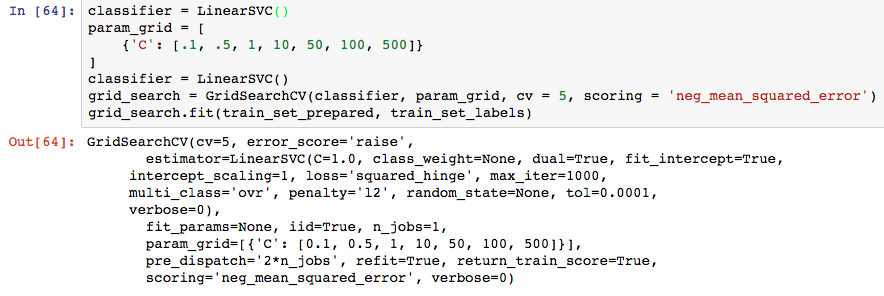 In [64]: classifier = LinearSVC()
param_grid = [
    {'C': [.1, .5, 1, 10, 50, 100, 500]}
]
classifier = LinearSVC()
grid_search = GridSearchCV(classifier, param_grid, cv = 5, scoring = 'neg_mean_squared_error')
grid_search.fit(train_set_prepared, train_set_labels)
Out[64]: GridSearchCV(cv=5, error_score='raise',
       estimator=LinearSVC(C=1.0, class_weight=None, dual=True, fit_intercept=True,
     intercept_scaling=1, loss='squared_hinge', max_iter=1000,
     multi_class='ovr', penalty='l2', random_state=None, tol=0.0001,
     verbose=0),
       fit_params=None, iid=True, n_jobs=1,
       param_grid=[{'C': [0.1, 0.5, 1, 10, 50, 100, 500]}],
       pre_dispatch='2*n_jobs', refit=True, return_train_score=True,
       scoring='neg_mean_squared_error', verbose=0)